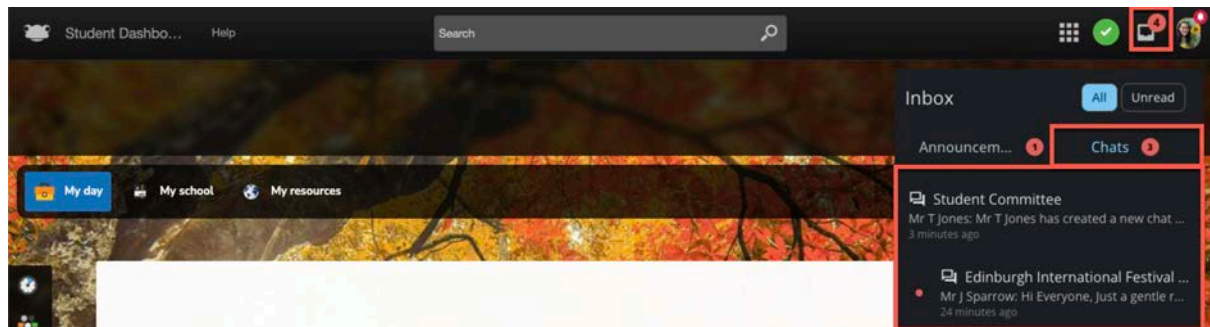 Student Dashbo... Help Search 4
Inbox All Unread
Announcem... 1 Chats 3
My day My school My resources
Student Committee
Mr T Jones: Mr T Jones has created a new chat ...
3 minutes ago
Edinburgh International Festival ...
Mr J Sparrow: Hi Everyone, Just a gentle r...
24 minutes ago